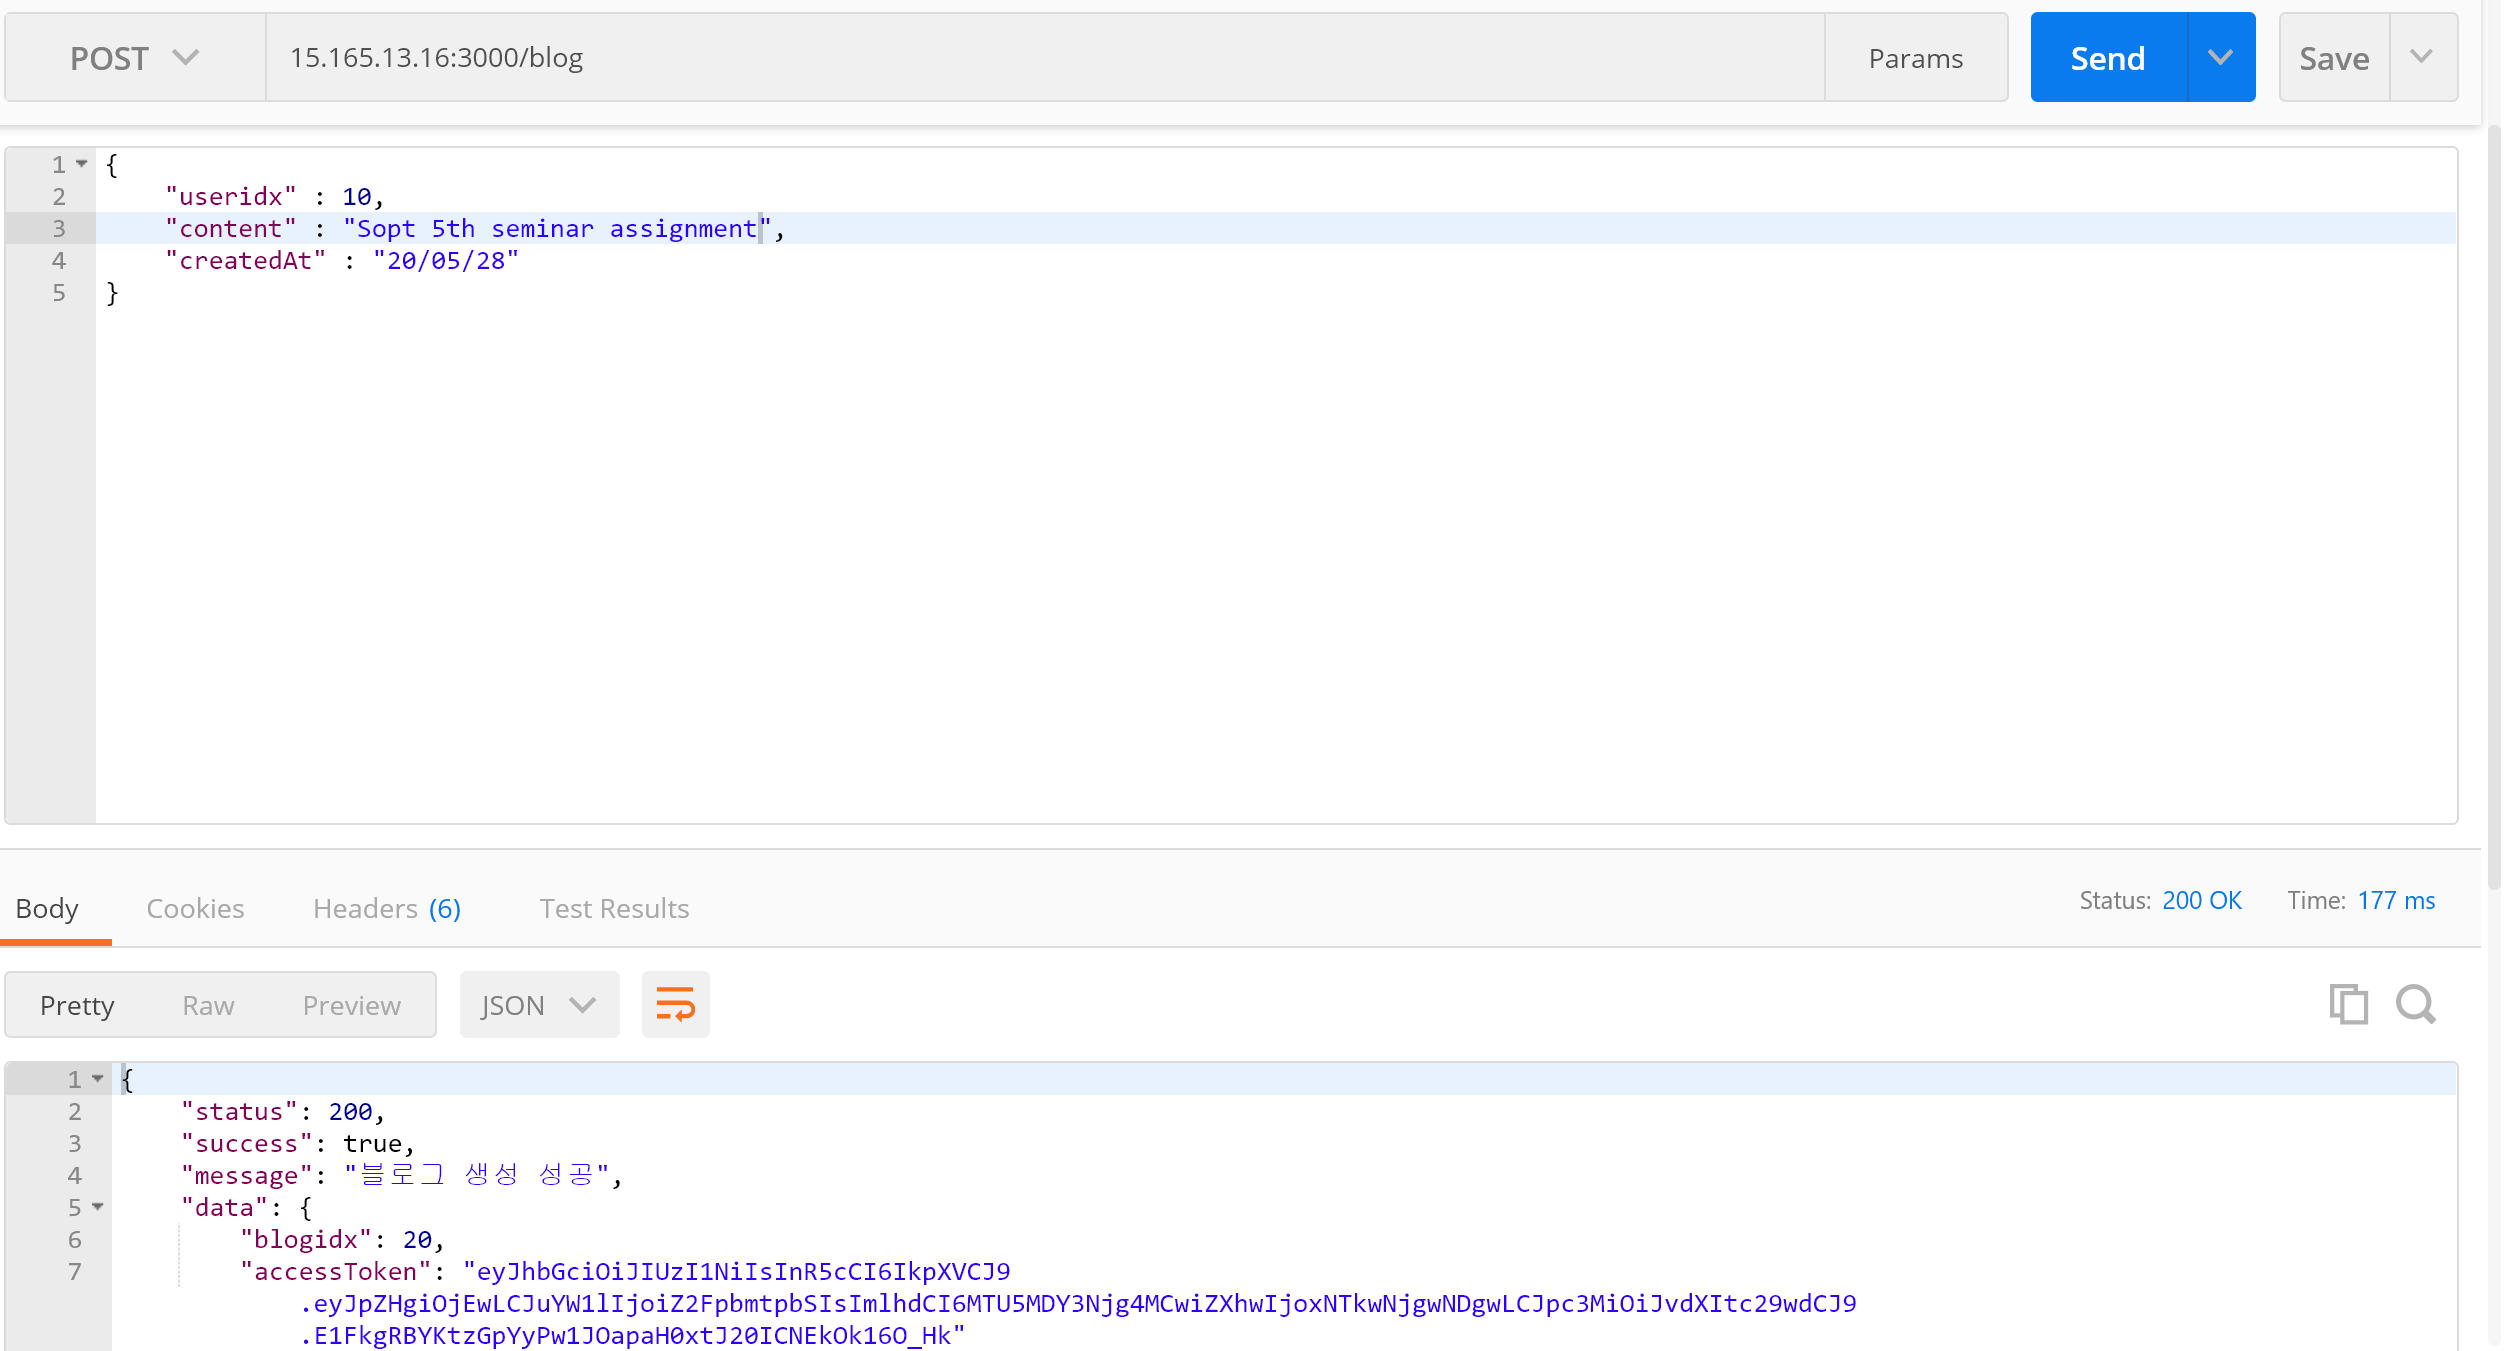 POST 15.165.13.16:3000/blog Params Send Save
1 {
2 "useridx" : 10,
3 "content" : "Sopt 5th seminar assignment",
4 "createdAt" : "20/05/28"
5 }
Body Cookies Headers (6) Test Results Status: 200 OK Time: 177 ms
Pretty Raw Preview JSON
1 {
2 "status": 200,
3 "success": true,
4 "message": "블로그 생성 성공",
5 "data": {
6 "blogidx": 20,
7 "accessToken": "eyJhbGciOiJIUzI1NiIsInR5cCI6IkpXVCJ9
.eyJpZHgiOjEwLCJuYW1lIjoiZ2FpbmtpbSIsImlhdCI6MTU5MDY3Njg4MCwiZXhwIjoxNTkwNjgwNDgwLCJpc3MiOiJvdXItc29wdCJ9
.E1FkgRBYKtzGpYyPw1JOapaH0xtJ20ICNEkOk16O_Hk"